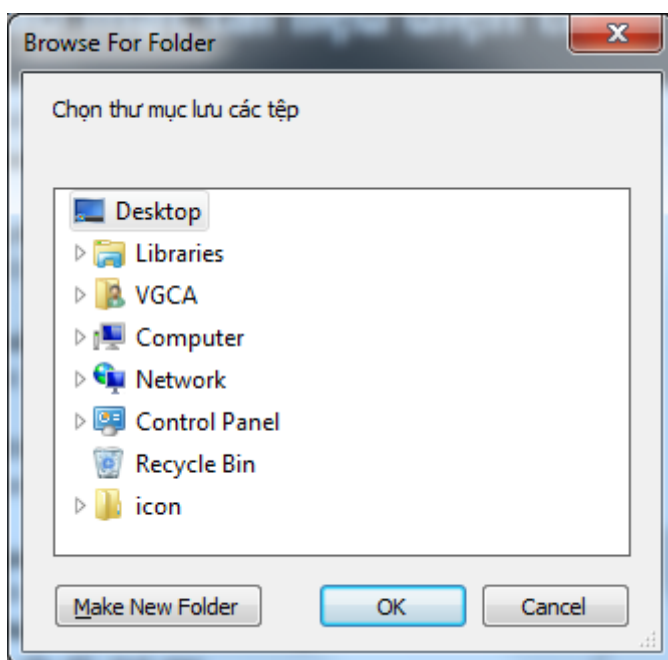 Browse For Folder
Chọn thư mục lưu các tệp
Desktop
Libraries
VGCA
Computer
Network
Control Panel
Recycle Bin
icon
Make New Folder OK Cancel